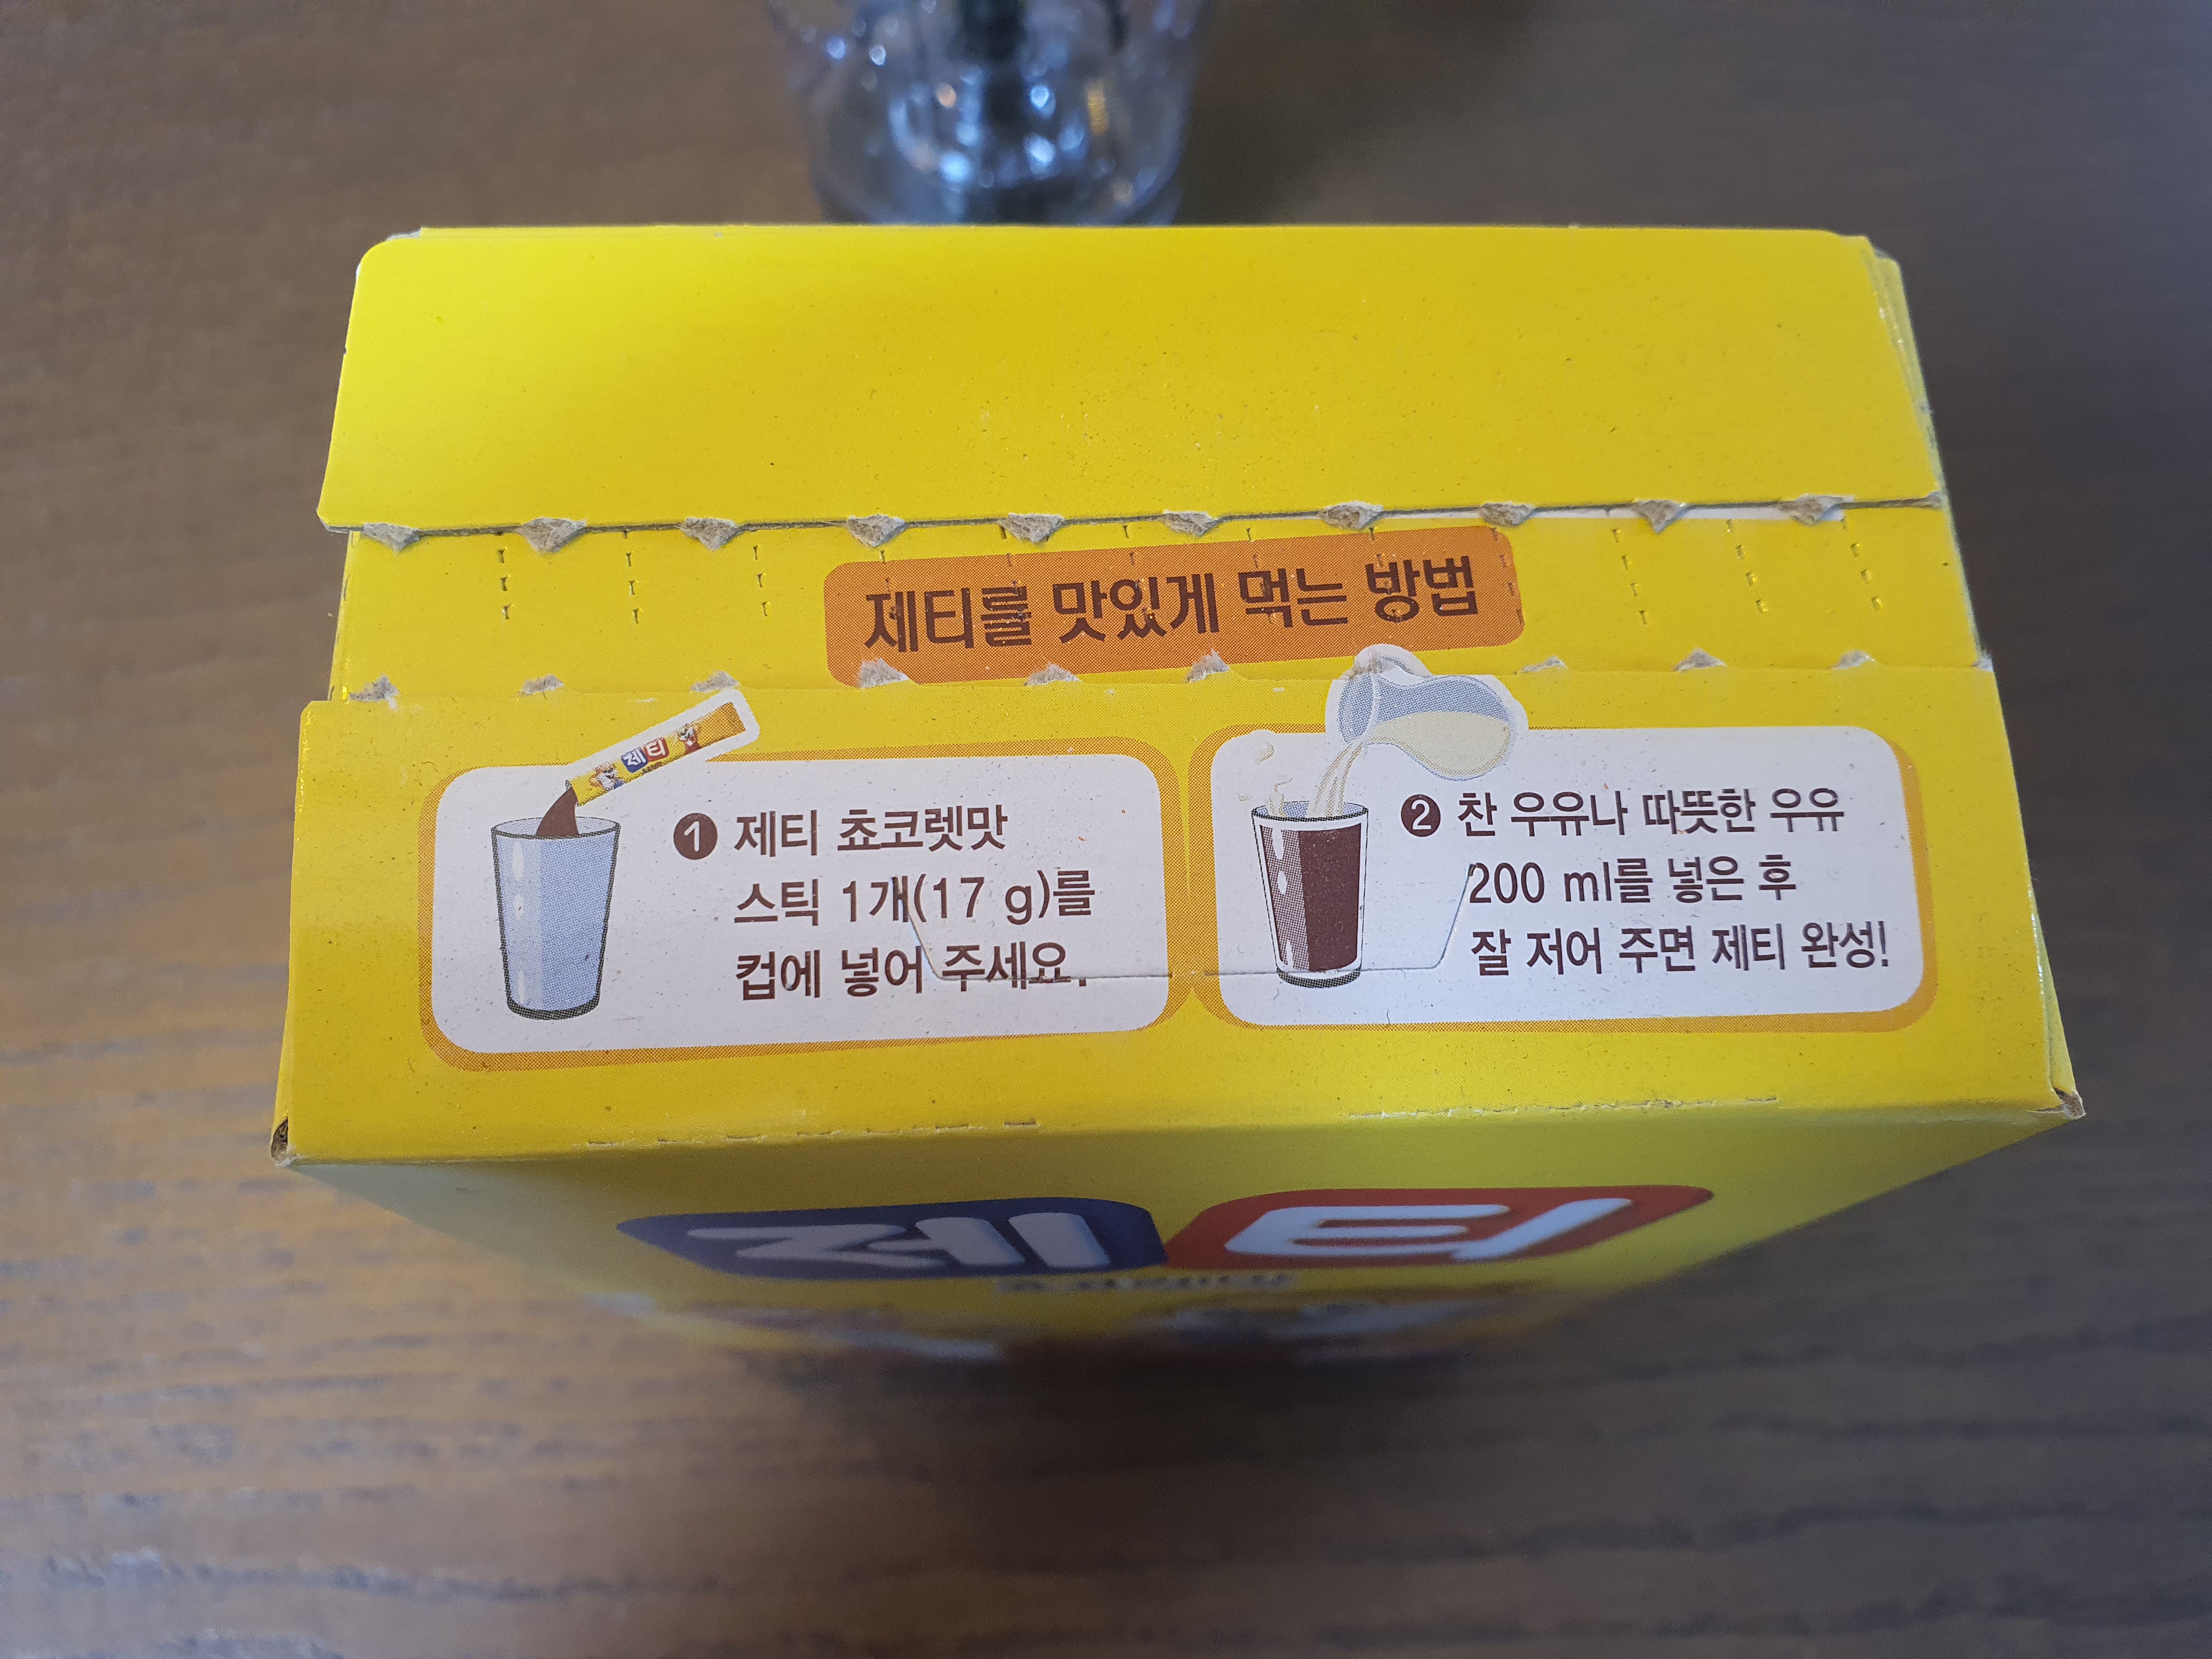 제티를 맛있게 먹는 방법
제티
❶ 제티 쵸코렛맛
스틱 1개(17 g)를
컵에 넣어 주세요.
❷ 찬 우유나 따뜻한 우유
200 ml를 넣은 후
잘 저어 주면 제티 완성!
제티